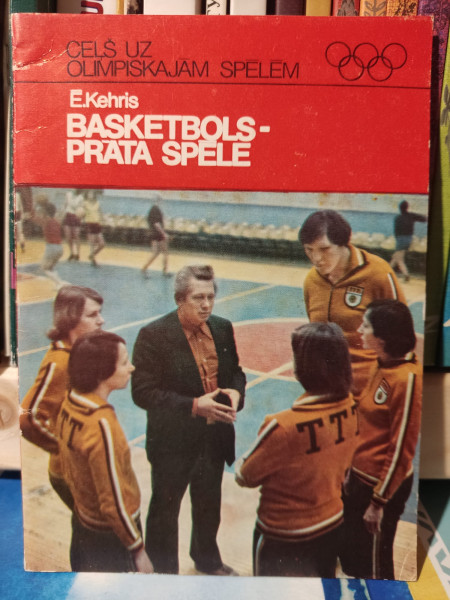 CEĻŠ UZ
OLIMPISKAJĀM SPĒLĒM
E.Kehris
BASKETBOLS-
PRĀTA SPĒLE
TTT
TTT